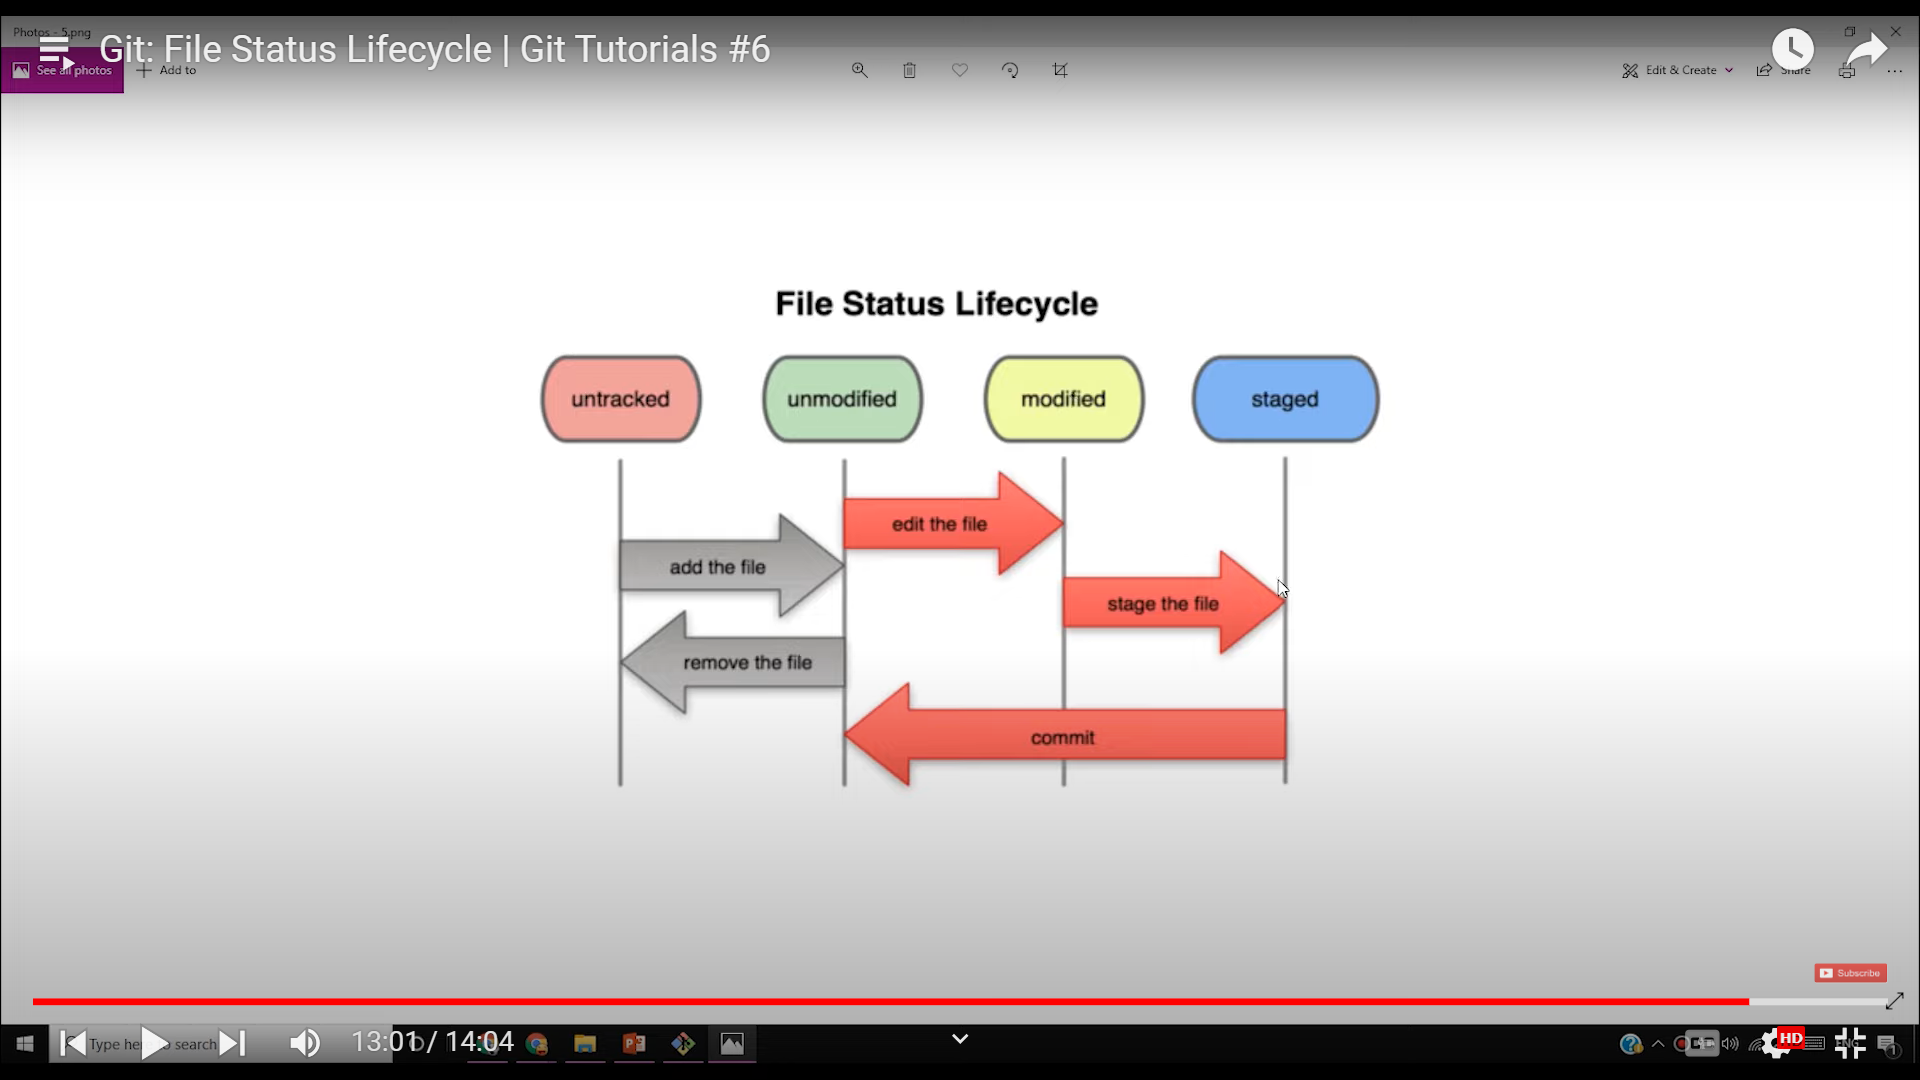 Photos - 5.png
Git: File Status Lifecycle | Git Tutorials #6
See all photos
Add to
Edit & Create
Share
File Status Lifecycle
untracked
unmodified
modified
staged
edit the file
add the file
stage the file
remove the file
commit
Subscribe
Type here search
13:01 / 14:04
HD
ENG
1